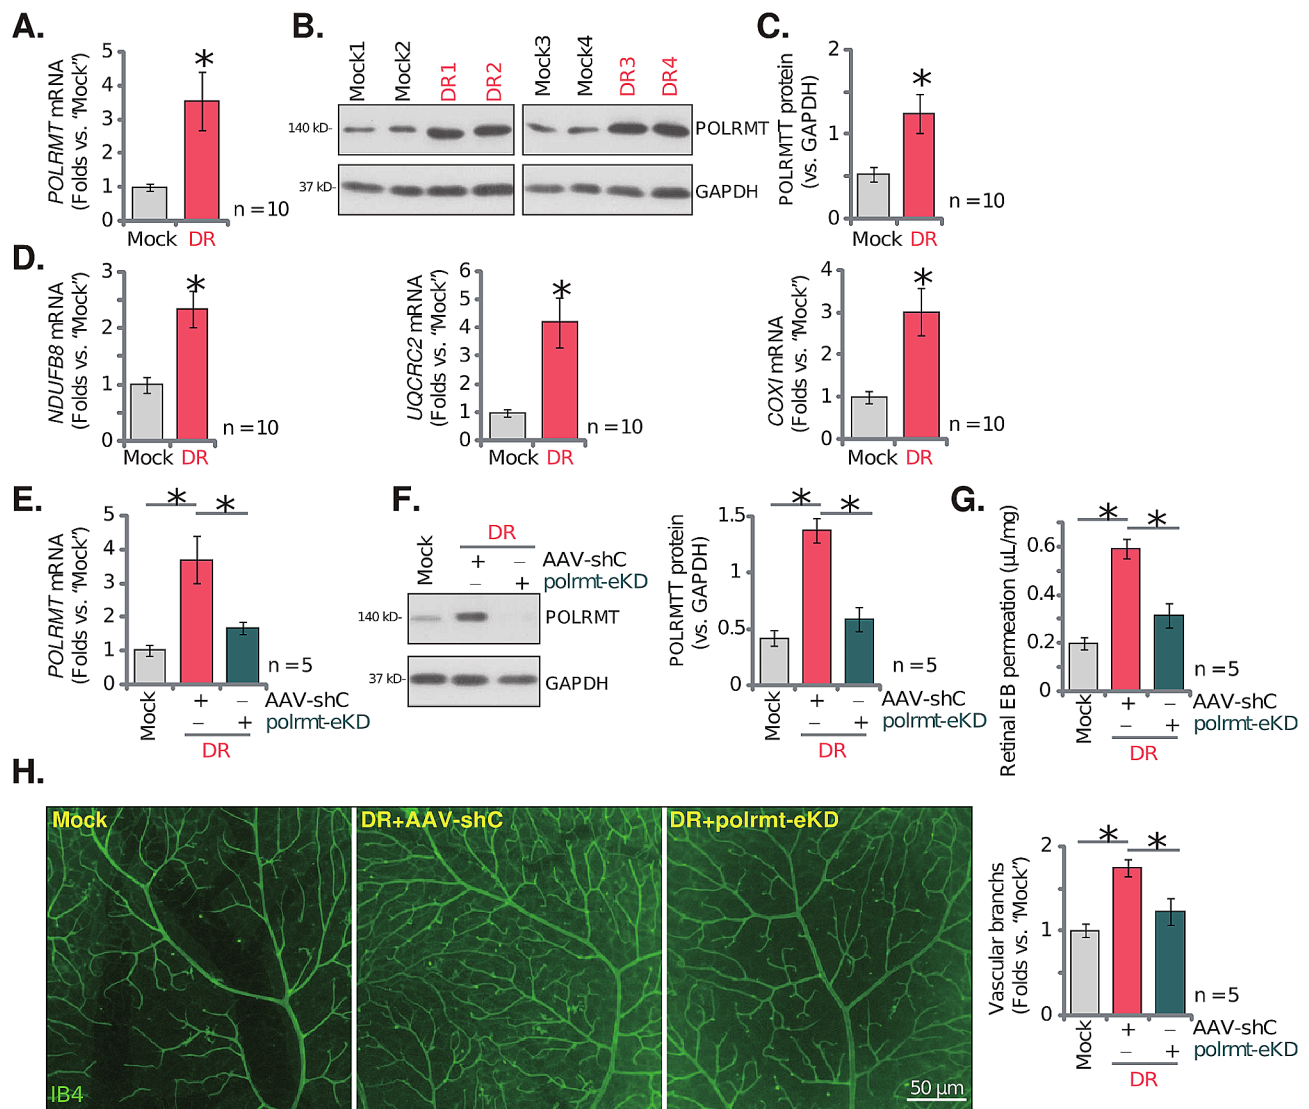 A.
POLRMT mRNA
(Folds vs. “Mock”)
5
4
3
2
1
0
*
n = 10
Mock DR
B.
Mock1 Mock2 DR1 DR2 Mock3 Mock4 DR3 DR4
140 kD- POLRMT
37 kD- GAPDH
C.
POLRMTT protein
(vs. GAPDH)
2
1
0
*
n = 10
Mock DR
D.
NDUFB8 mRNA
(Folds vs. “Mock”)
3
2
1
0
*
n = 10
Mock DR
UQCRC2 mRNA
(Folds vs. “Mock”)
6
5
4
3
2
1
0
*
n = 10
Mock DR
COXI mRNA
(Folds vs. “Mock”)
4
3
2
1
0
*
n = 10
Mock DR
E.
POLRMT mRNA
(Folds vs. “Mock”)
5
4
3
2
1
0
* *
n = 5
Mock
+ – AAV-shC
– + polrmt-eKD
DR
F.
Mock
DR
+ – AAV-shC
– + polrmt-eKD
140 kD- POLRMT
37 kD- GAPDH
POLRMTT protein
(vs. GAPDH)
1.5
1
0.5
0
* *
n = 5
Mock
+ – AAV-shC
– + polrmt-eKD
DR
G.
Retinal EB permeation (µL/mg)
0.6
0.4
0.2
0
* *
n = 5
Mock
+ – AAV-shC
– + polrmt-eKD
DR
H.
Mock
DR+AAV-shC
DR+polrmt-eKD
IB4
50 µm
Vascular branchs
(Folds vs. “Mock”)
2
1
0
* *
n = 5
Mock
+ – AAV-shC
– + polrmt-eKD
DR